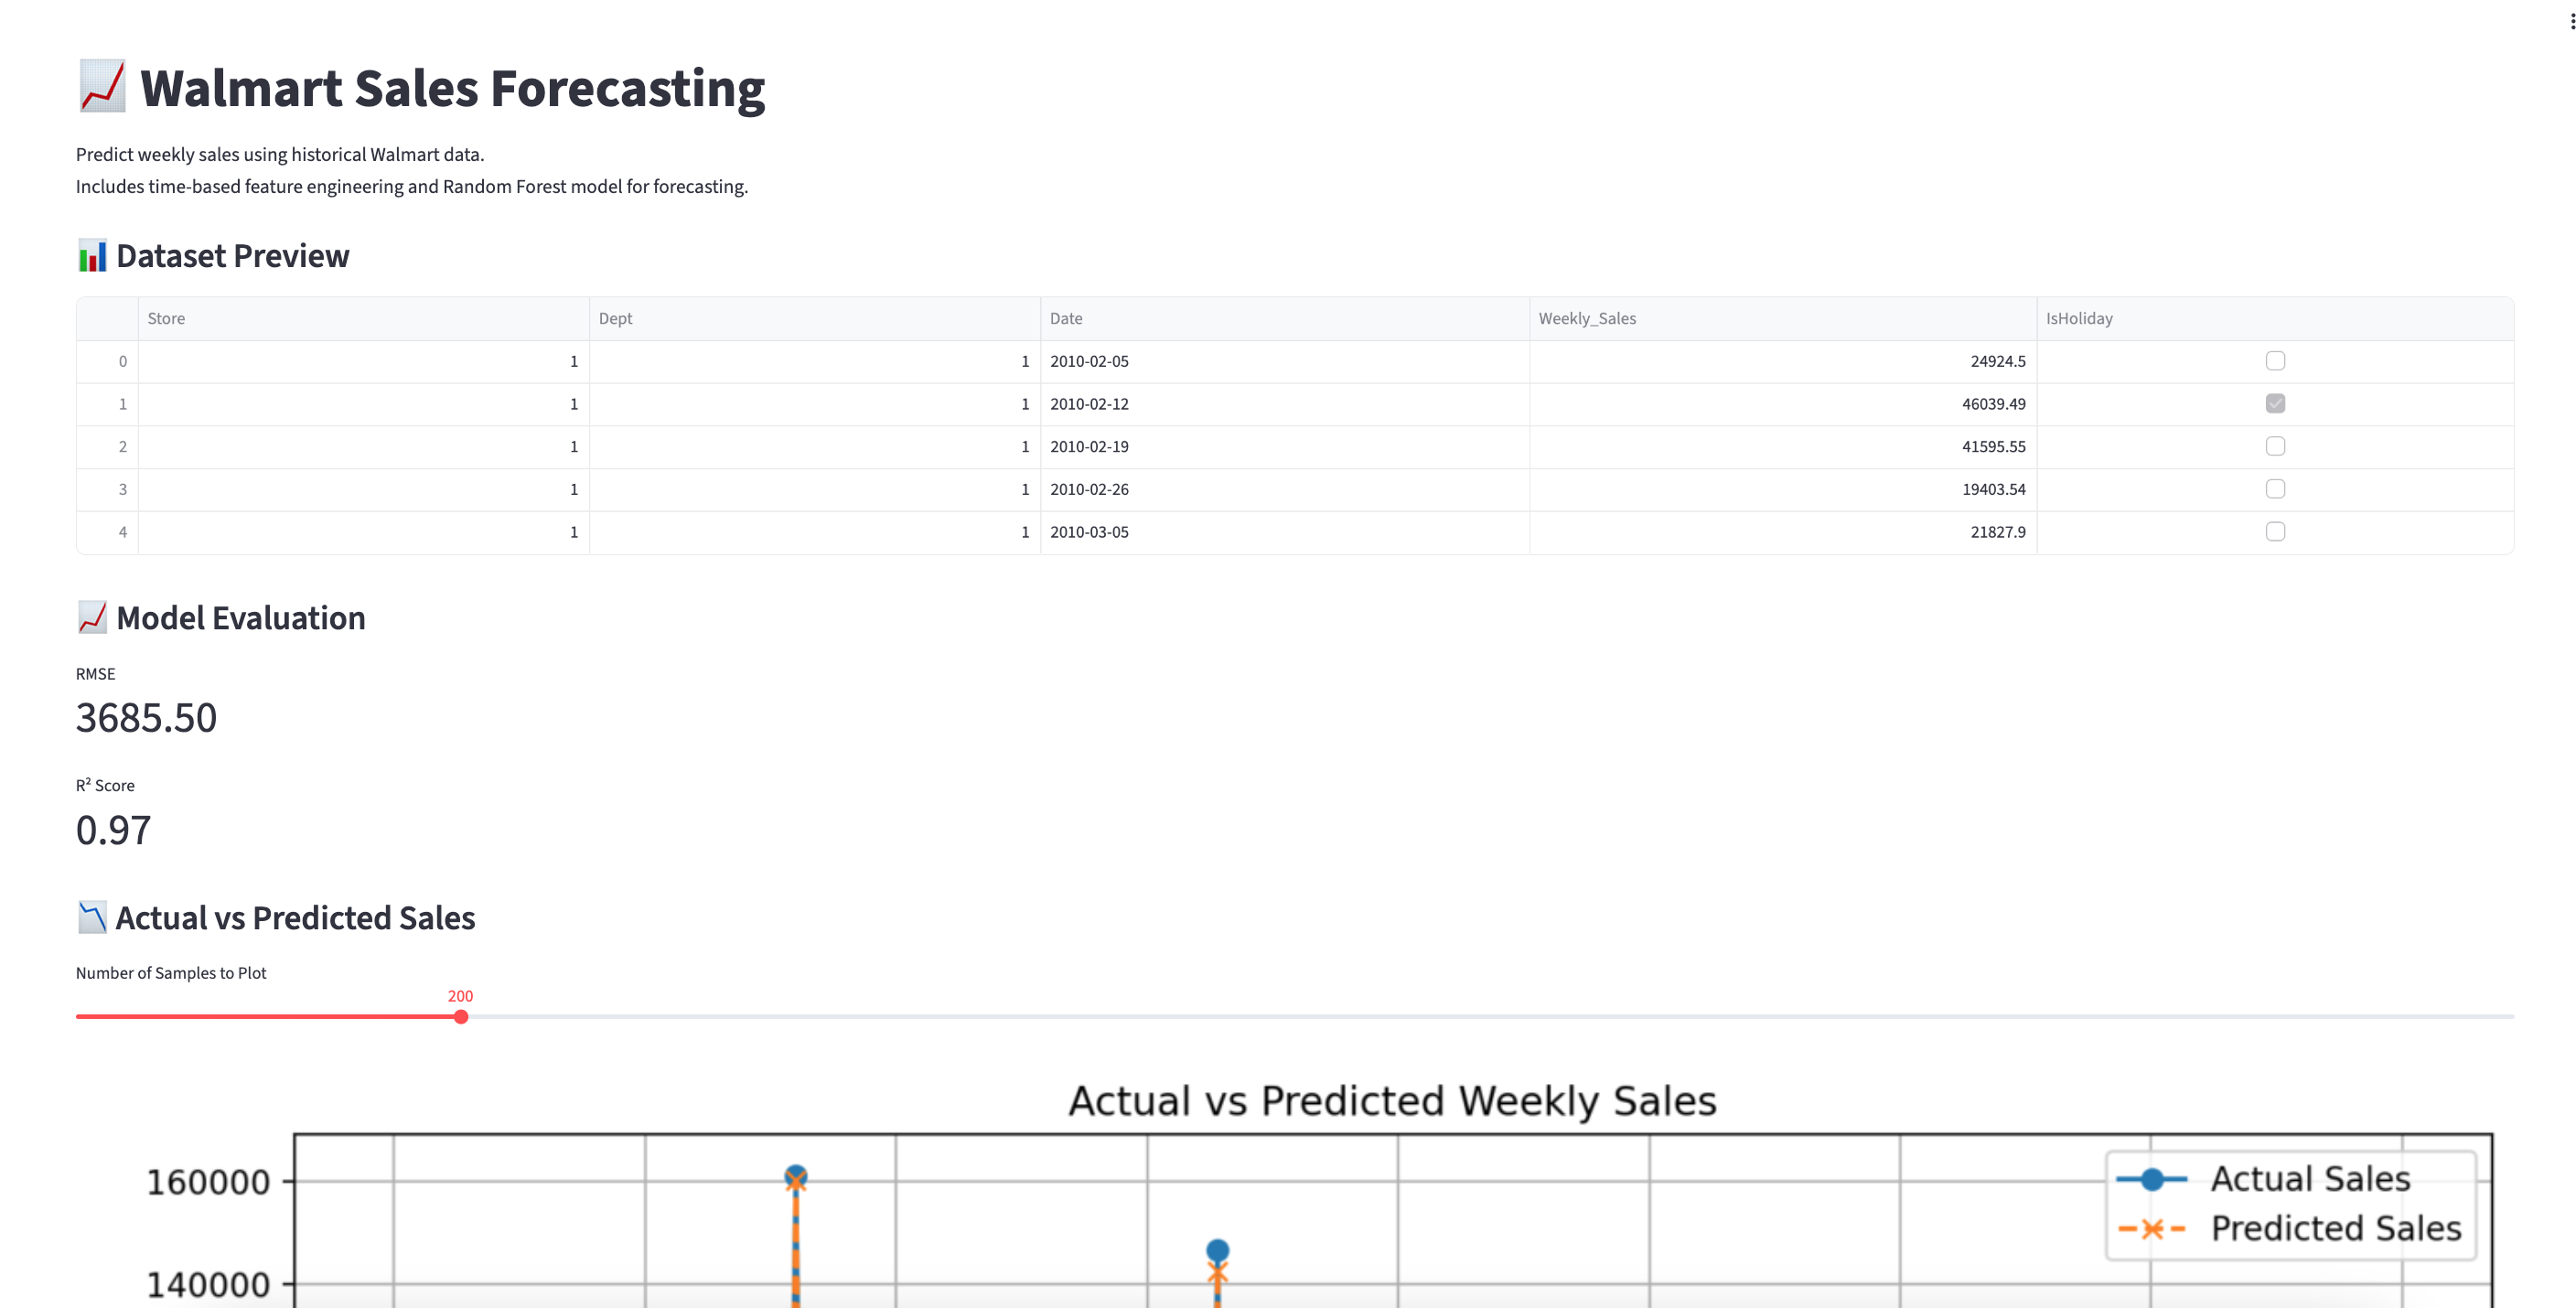 📈 Walmart Sales Forecasting
Predict weekly sales using historical Walmart data.
Includes time-based feature engineering and Random Forest model for forecasting.
📊 Dataset Preview
Store Dept Date Weekly_Sales IsHoliday
0 1 1 2010-02-05 24924.5
1 1 1 2010-02-12 46039.49
2 1 1 2010-02-19 41595.55
3 1 1 2010-02-26 19403.54
4 1 1 2010-03-05 21827.9
📈 Model Evaluation
RMSE
3685.50
R² Score
0.97
📉 Actual vs Predicted Sales
Number of Samples to Plot
200
Actual vs Predicted Weekly Sales
160000
140000
Actual Sales
Predicted Sales